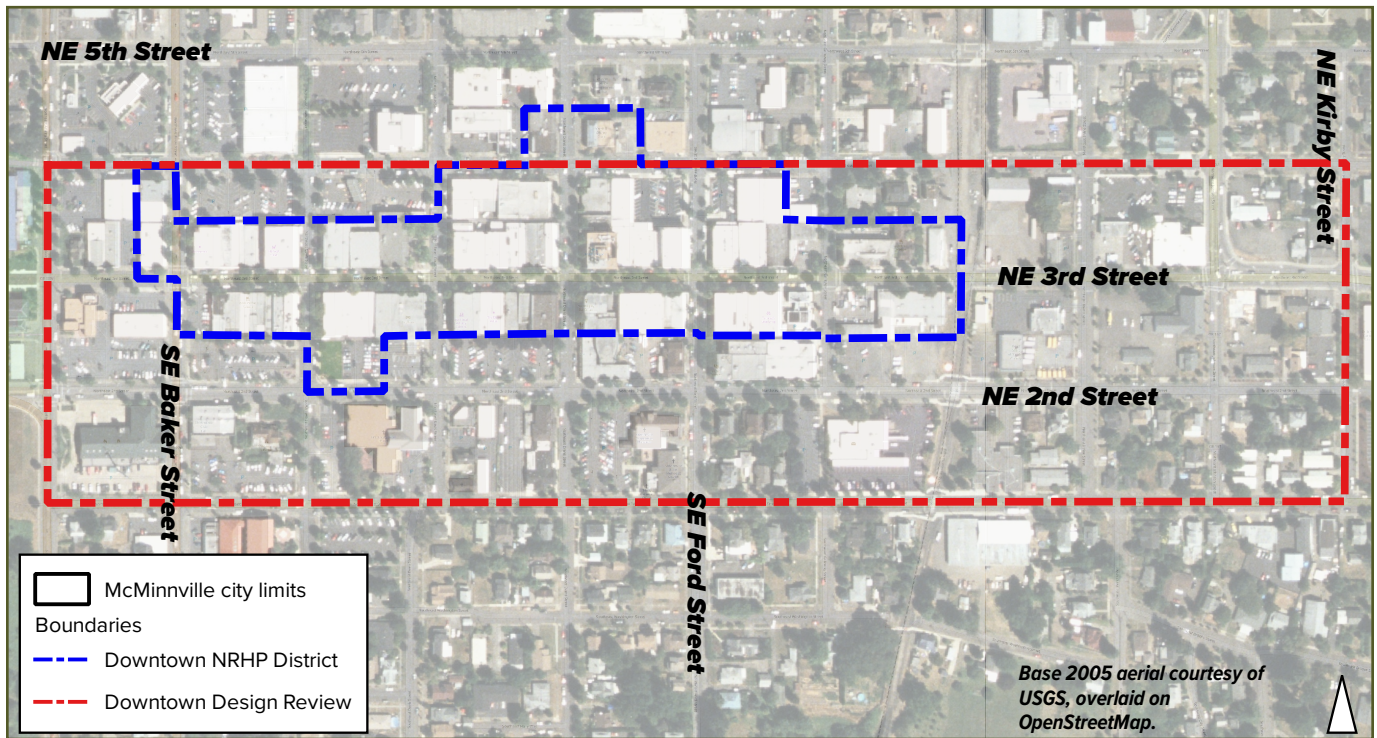 NE 5th Street
NE Kirby Street
NE 3rd Street
NE 2nd Street
SE Baker Street
SE Ford Street
McMinnville city limits
Boundaries
Downtown NRHP District
Downtown Design Review
Base 2005 aerial courtesy of
USGS, overlaid on
OpenStreetMap.